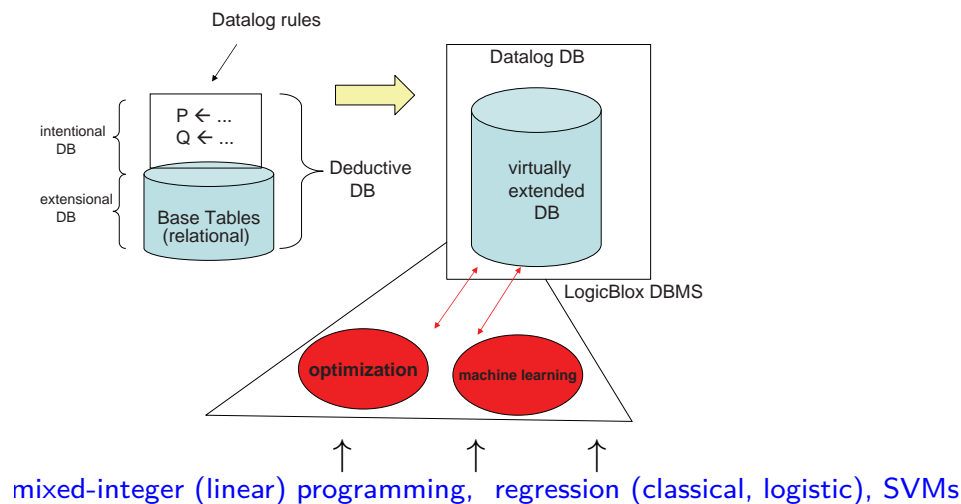 Datalog rules
P ← ...
Q ← ...
intentional
DB
extensional
DB
Base Tables
(relational)
Deductive
DB
Datalog DB
virtually
extended
DB
LogicBlox DBMS
optimization
machine learning
mixed-integer (linear) programming, regression (classical, logistic), SVMs